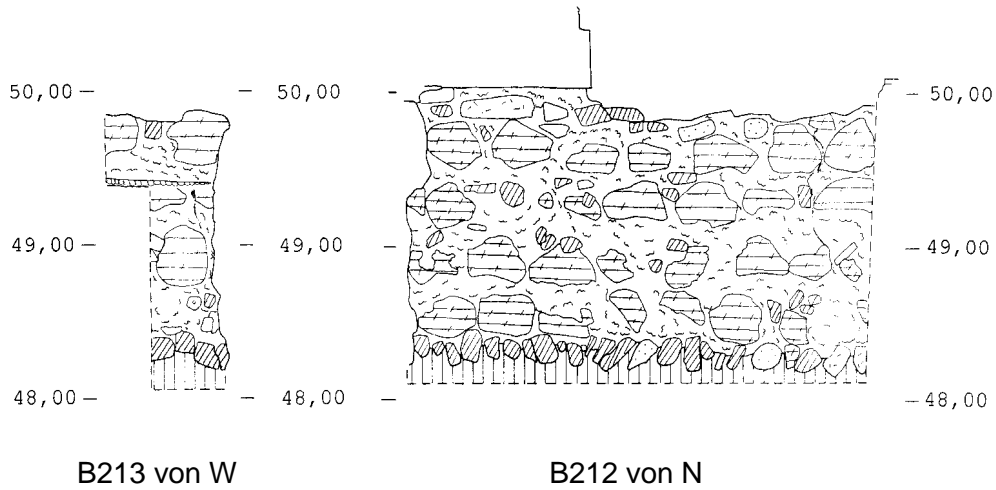 50,00 — — 50,00 - — 50,00
49,00 — — 49,00 — — 49,00
48,00 — — 48,00 — — 48,00
B213 von W B212 von N